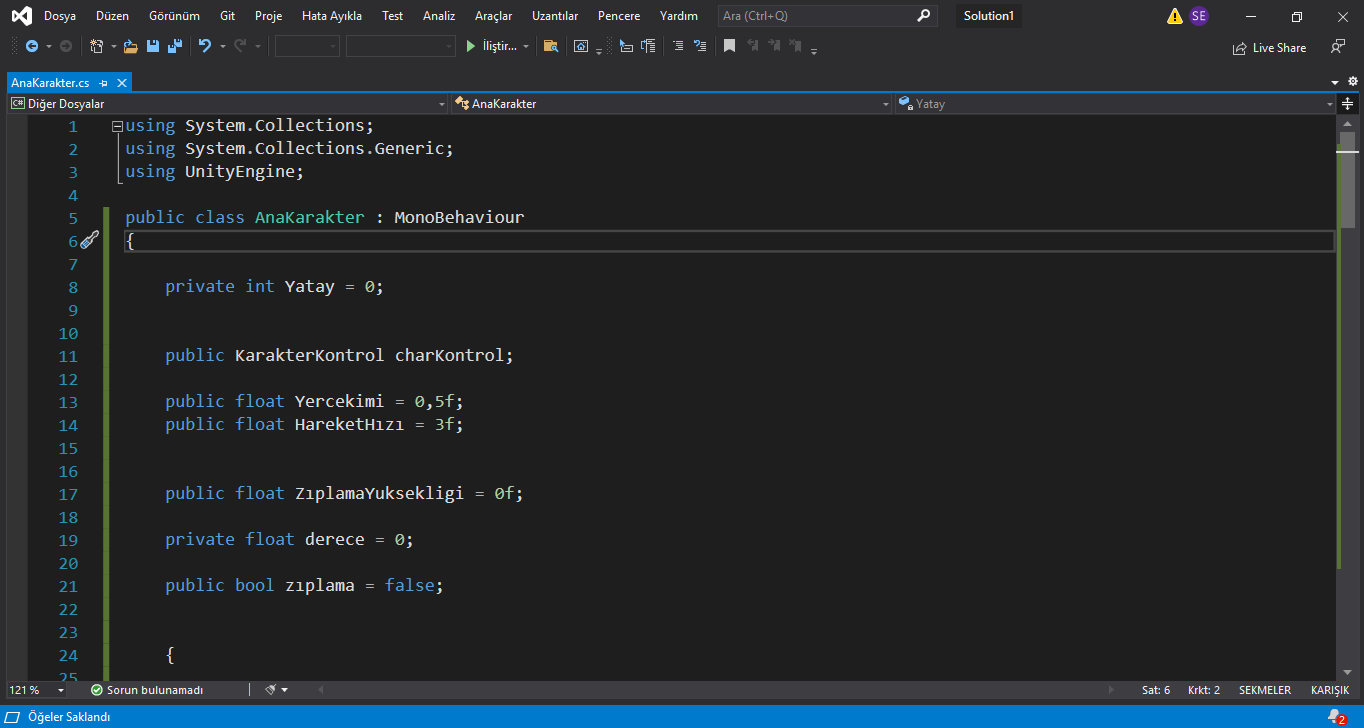 Dosya Düzen Görünüm Git Proje Hata Ayıkla Test Analiz Araçlar Uzantılar Pencere Yardım Ara (Ctrl+Q) Solution1 SE
İliştir... Live Share
AnaKarakter.cs
C# Diğer Dosyalar AnaKarakter Yatay
1 using System.Collections;
2 using System.Collections.Generic;
3 using UnityEngine;
4
5 public class AnaKarakter : MonoBehaviour
6 {
7
8 private int Yatay = 0;
9
10
11 public KarakterKontrol charKontrol;
12
13 public float Yercekimi = 0,5f;
14 public float HareketHızı = 3f;
15
16
17 public float ZıplamaYuksekligi = 0f;
18
19 private float derece = 0;
20
21 public bool zıplama = false;
22
23
24 {
25
121 % Sorun bulunamadı Sat: 6 Krkt: 2 SEKMELER KARIŞIK
Öğeler Saklandı 2